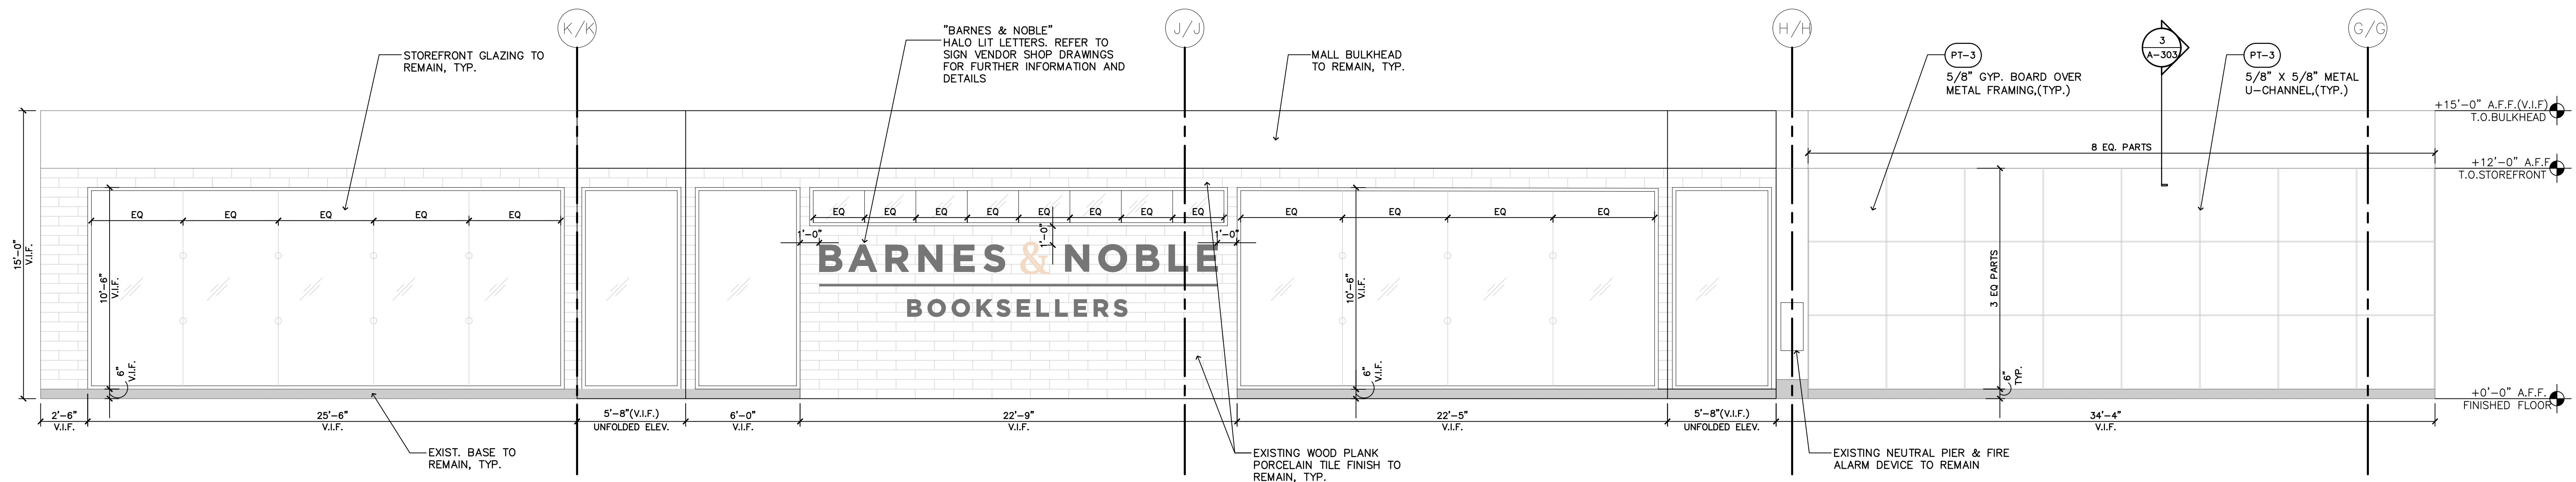 K/K
J/J
H/H
G/G
STOREFRONT GLAZING TO
REMAIN, TYP.
"BARNES & NOBLE"
HALO LIT LETTERS. REFER TO
SIGN VENDOR SHOP DRAWINGS
FOR FURTHER INFORMATION AND
DETAILS
MALL BULKHEAD
TO REMAIN, TYP.
PT-3
5/8" GYP. BOARD OVER
METAL FRAMING,(TYP.)
3
A-303
PT-3
5/8" X 5/8" METAL
U-CHANNEL,(TYP.)
+15'-0" A.F.F.(V.I.F)
T.O.BULKHEAD
8 EQ. PARTS
+12'-0" A.F.F
T.O.STOREFRONT
EQ EQ EQ EQ EQ
EQ EQ EQ EQ EQ EQ EQ EQ
EQ EQ EQ EQ
1'-0"
1'-0"
1'-0"
15'-0"
V.I.F.
10'-6"
V.I.F.
BARNES & NOBLE
BOOKSELLERS
10'-6"
V.I.F.
3 EQ PARTS
6"
V.I.F.
6"
V.I.F.
6"
TYP.
+0'-0" A.F.F.
FINISHED FLOOR
2'-6"
V.I.F.
25'-6"
V.I.F.
5'-8"(V.I.F.)
UNFOLDED ELEV.
6'-0"
V.I.F.
22'-9"
V.I.F.
22'-5"
V.I.F.
5'-8"(V.I.F.)
UNFOLDED ELEV.
34'-4"
V.I.F.
EXIST. BASE TO
REMAIN, TYP.
EXISTING WOOD PLANK
PORCELAIN TILE FINISH TO
REMAIN, TYP.
EXISTING NEUTRAL PIER & FIRE
ALARM DEVICE TO REMAIN